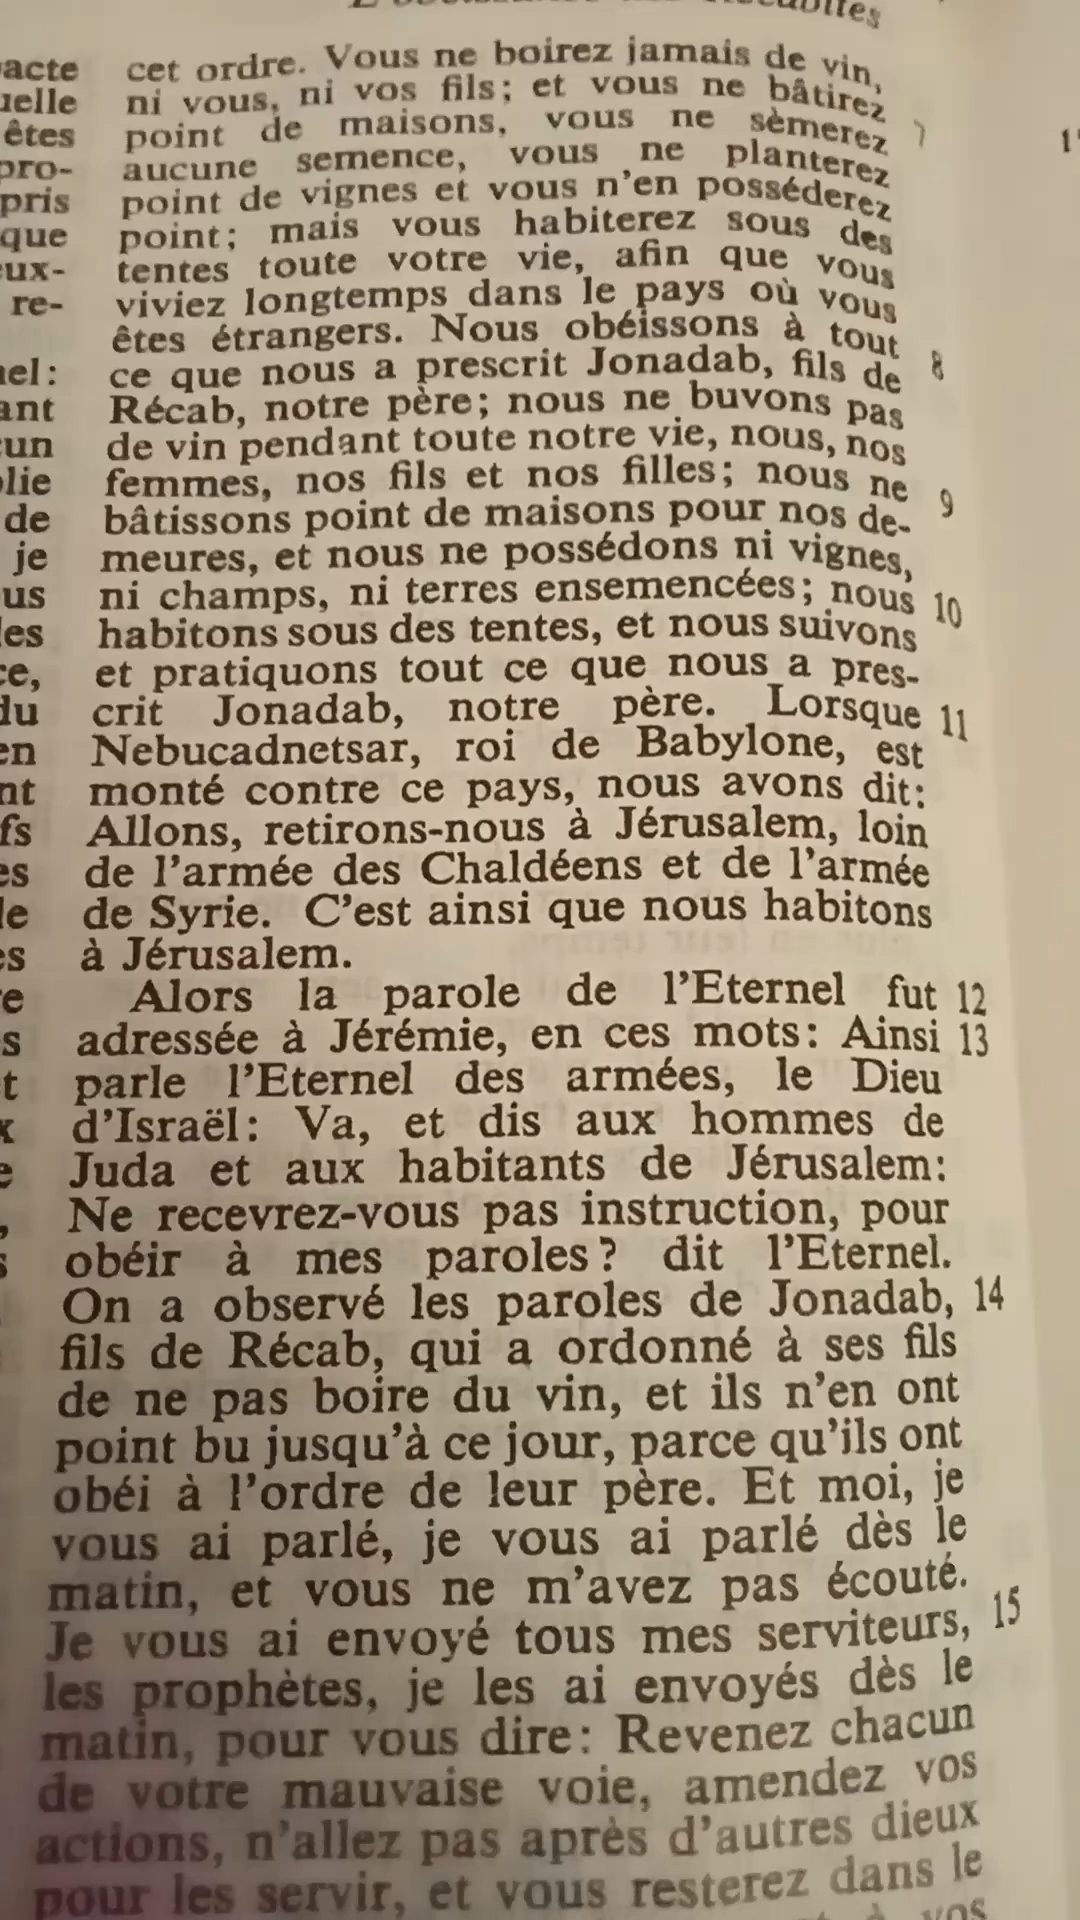 cet ordre. Vous ne boirez jamais de vin,
ni vous, ni vos fils; et vous ne bâtirez
point de maisons, vous ne sèmerez 7
aucune semence, vous ne planterez
point de vignes et vous n'en posséderez
point; mais vous habiterez sous des
tentes toute votre vie, afin que vous
viviez longtemps dans le pays où vous
êtes étrangers. Nous obéissons à tout 8
ce que nous a prescrit Jonadab, fils de
Récab, notre père; nous ne buvons pas
de vin pendant toute notre vie, nous, nos
femmes, nos fils et nos filles; nous ne 9
bâtissons point de maisons pour nos de-
meures, et nous ne possédons ni vignes,
ni champs, ni terres ensemencées; nous 10
habitons sous des tentes, et nous suivons
et pratiquons tout ce que nous a pres-
crit Jonadab, notre père. Lorsque 11
Nebucadnetsar, roi de Babylone, est
monté contre ce pays, nous avons dit:
Allons, retirons-nous à Jérusalem, loin
de l'armée des Chaldéens et de l'armée
de Syrie. C'est ainsi que nous habitons
à Jérusalem.
Alors la parole de l'Eternel fut 12
adressée à Jérémie, en ces mots: Ainsi 13
parle l'Eternel des armées, le Dieu
d'Israël: Va, et dis aux hommes de
Juda et aux habitants de Jérusalem:
Ne recevrez-vous pas instruction, pour
obéir à mes paroles? dit l'Eternel.
On a observé les paroles de Jonadab, 14
fils de Récab, qui a ordonné à ses fils
de ne pas boire du vin, et ils n'en ont
point bu jusqu'à ce jour, parce qu'ils ont
obéi à l'ordre de leur père. Et moi, je
vous ai parlé, je vous ai parlé dès le
matin, et vous ne m'avez pas écouté.
Je vous ai envoyé tous mes serviteurs, 15
les prophètes, je les ai envoyés dès le
matin, pour vous dire: Revenez chacun
de votre mauvaise voie, amendez vos
actions, n'allez pas après d'autres dieux
pour les servir, et vous resterez dans le